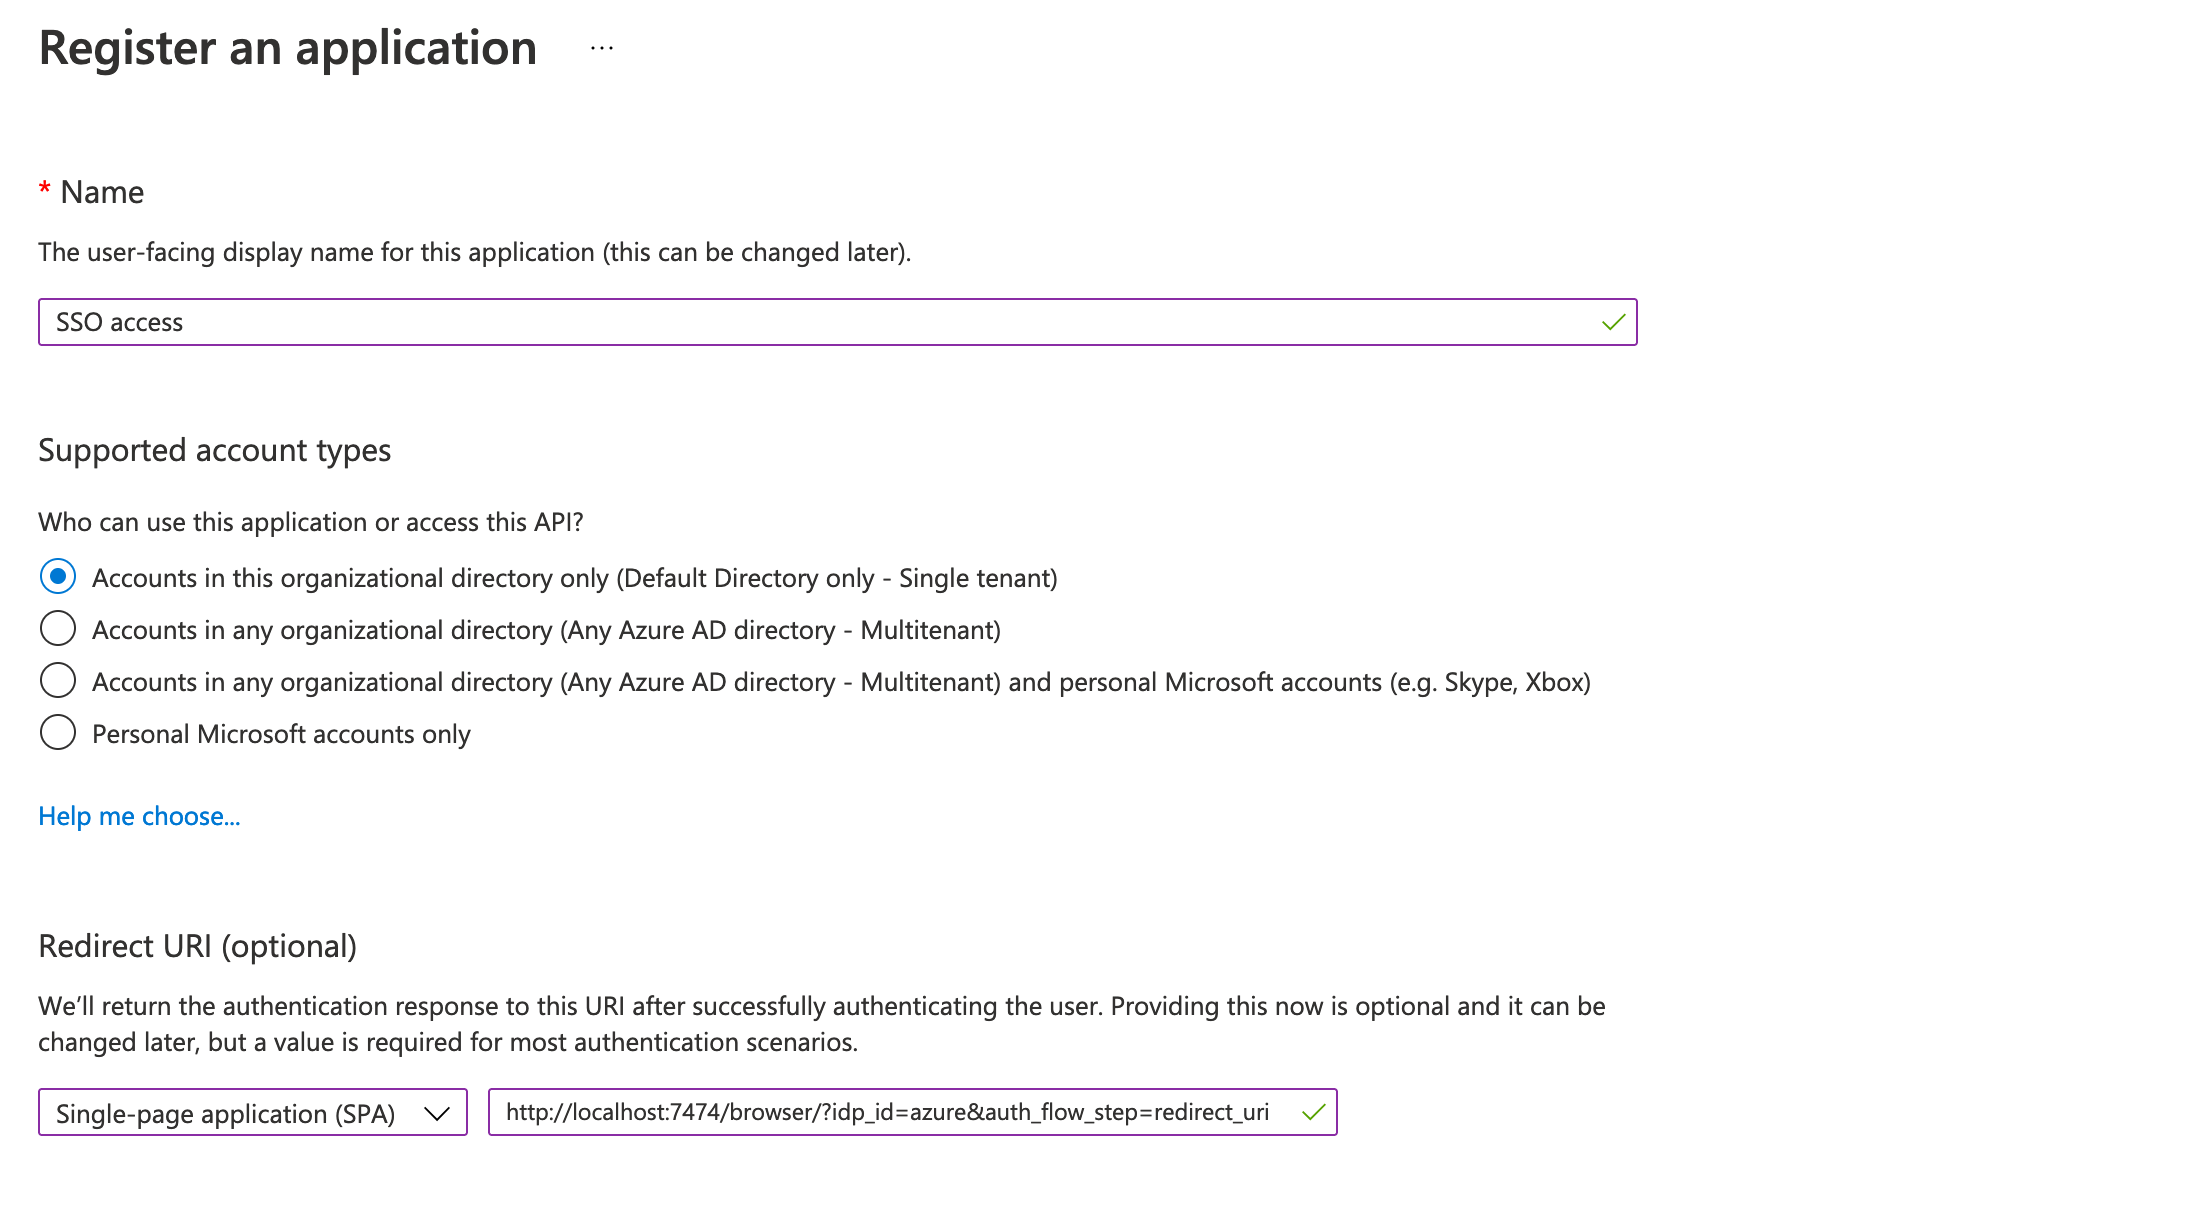 Register an application ...
* Name
The user-facing display name for this application (this can be changed later).
SSO access
Supported account types
Who can use this application or access this API?
Accounts in this organizational directory only (Default Directory only - Single tenant)
Accounts in any organizational directory (Any Azure AD directory - Multitenant)
Accounts in any organizational directory (Any Azure AD directory - Multitenant) and personal Microsoft accounts (e.g. Skype, Xbox)
Personal Microsoft accounts only
Help me choose...
Redirect URI (optional)
We’ll return the authentication response to this URI after successfully authenticating the user. Providing this now is optional and it can be
changed later, but a value is required for most authentication scenarios.
Single-page application (SPA) http://localhost:7474/browser/?idp_id=azure&auth_flow_step=redirect_uri